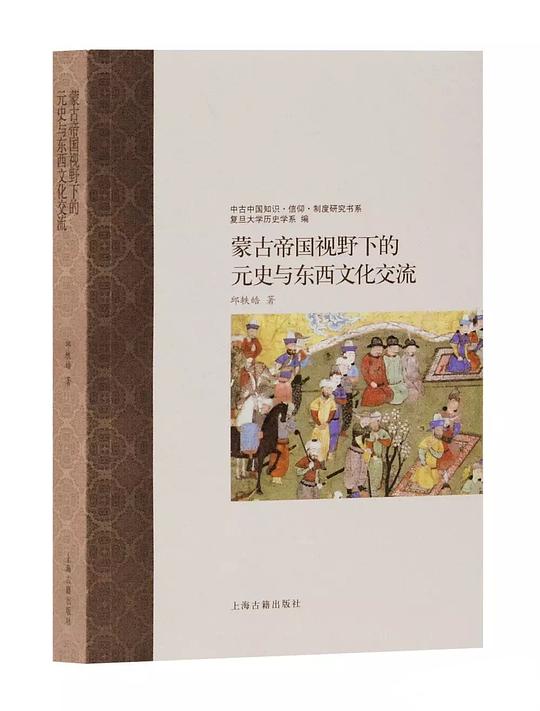 蒙古帝国视野下的
元史与东西文化交流
邱轶皓 著
上海古籍出版社
中古中国知识·信仰·制度研究书系
复旦大学历史学系 编
蒙古帝国视野下的
元史与东西文化交流
邱轶皓 著
上海古籍出版社